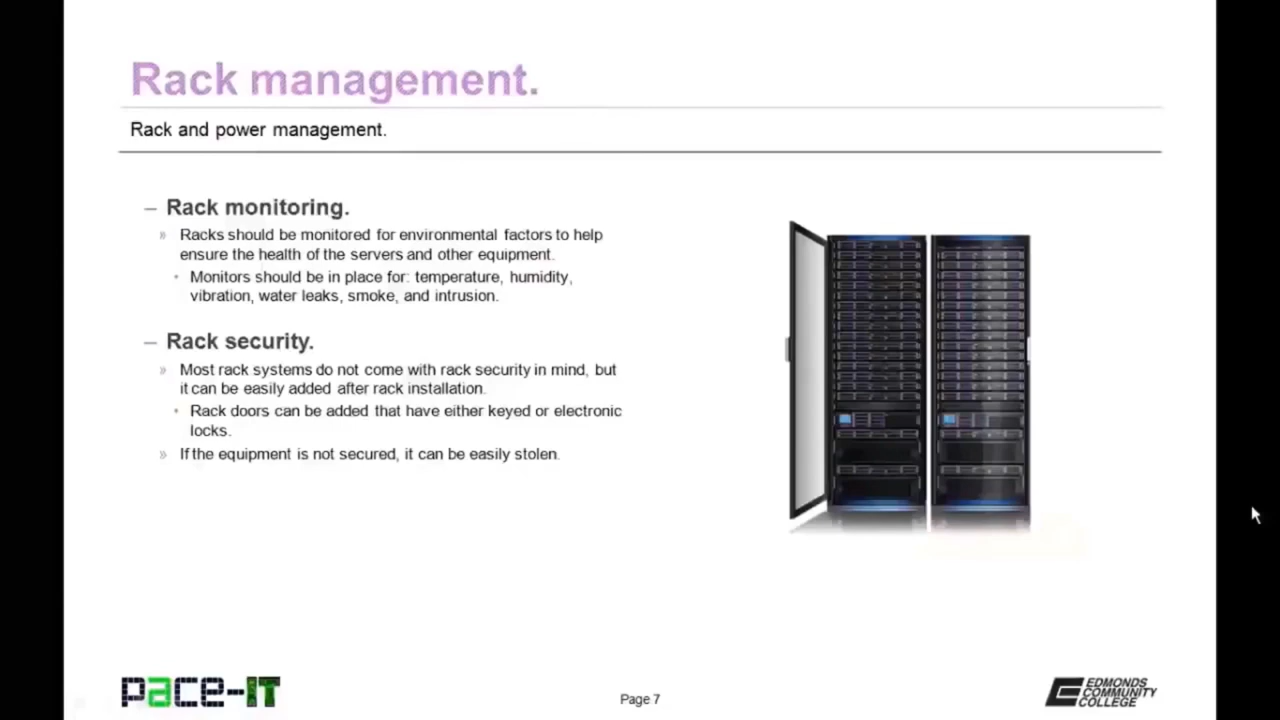 Rack management.
Rack and power management.
– Rack monitoring.
» Racks should be monitored for environmental factors to help
ensure the health of the servers and other equipment.
• Monitors should be in place for: temperature, humidity,
vibration, water leaks, smoke, and intrusion.
– Rack security.
» Most rack systems do not come with rack security in mind, but
it can be easily added after rack installation.
• Rack doors can be added that have either keyed or electronic
locks.
» If the equipment is not secured, it can be easily stolen.
pace-IT
Page 7
EDMONDS
COMMUNITY
COLLEGE